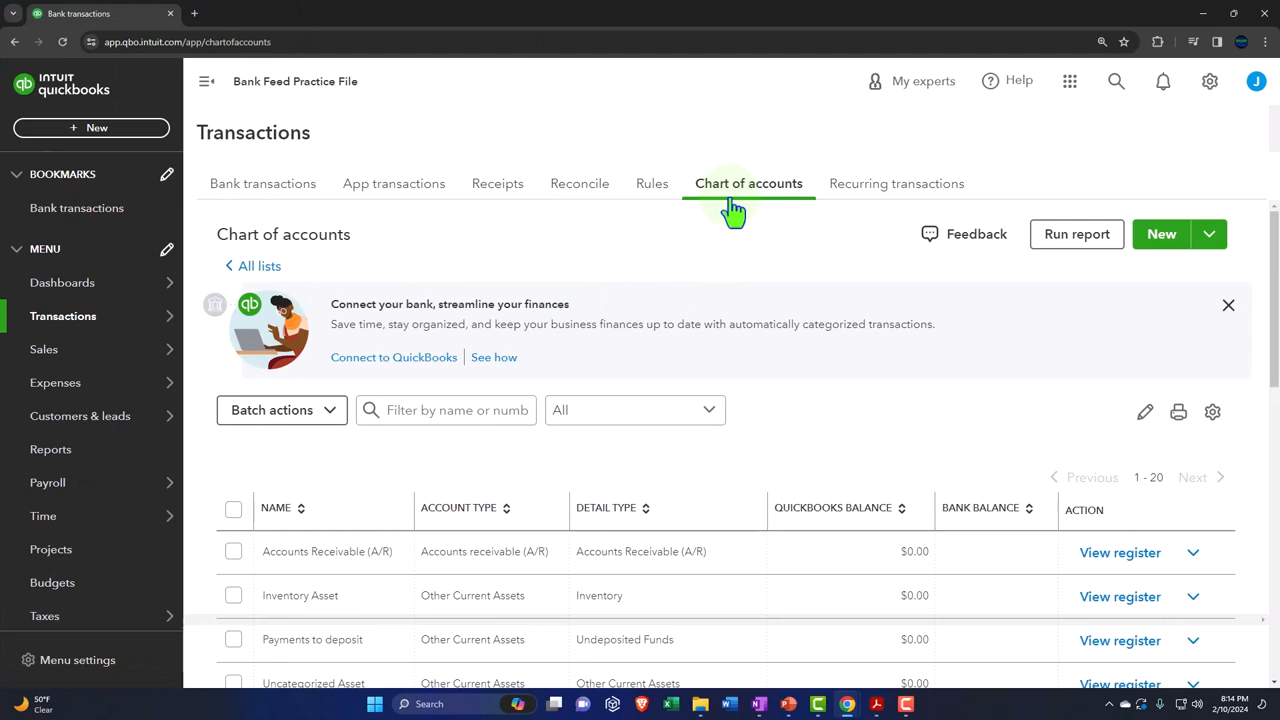 Bank transactions
app.qbo.intuit.com/app/chartofaccounts
qb INTUIT quickbooks
Bank Feed Practice File
My experts
Help
J
+ New
Transactions
BOOKMARKS
Bank transactions
MENU
Dashboards
Transactions
Sales
Expenses
Customers & leads
Reports
Payroll
Time
Projects
Budgets
Taxes
Menu settings
Bank transactions App transactions Receipts Reconcile Rules Chart of accounts Recurring transactions
Chart of accounts
Feedback
Run report
New
All lists
qb
Connect your bank, streamline your finances
Save time, stay organized, and keep your business finances up to date with automatically categorized transactions.
Connect to QuickBooks See how
Batch actions
Filter by name or numb
All
Previous 1 - 20 Next
NAME ACCOUNT TYPE DETAIL TYPE QUICKBOOKS BALANCE BANK BALANCE ACTION
Accounts Receivable (A/R) Accounts receivable (A/R) Accounts Receivable (A/R) $0.00 View register
Inventory Asset Other Current Assets Inventory $0.00 View register
Payments to deposit Other Current Assets Undeposited Funds $0.00 View register
Uncategorized Asset Other Current Assets Other Current Assets $0.00 View register
50°F
Clear
Search
8:14 PM
2/10/2024